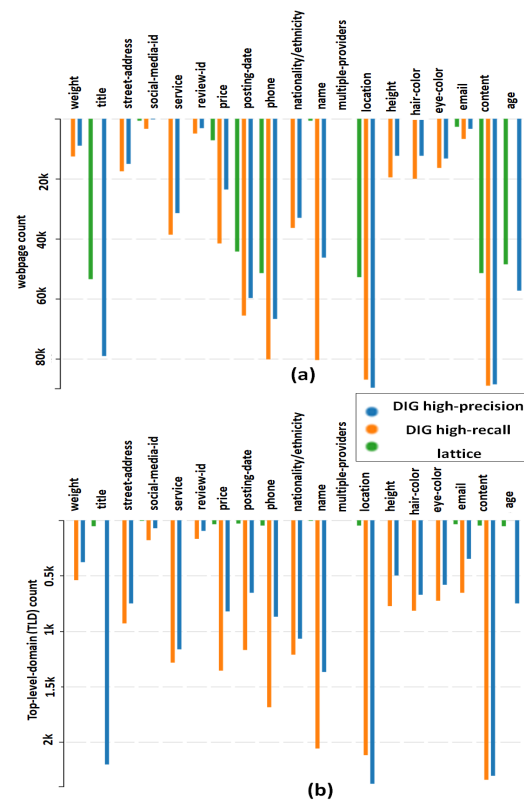 weight
title
street-address
social-media-id
service
review-id
price
posting-date
phone
nationality/ethnicity
name
multiple-providers
location
height
hair-color
eye-color
email
content
age
webpage count
20k
40k
60k
80k
(a)
DIG high-precision
DIG high-recall
lattice
weight
title
street-address
social-media-id
service
review-id
price
posting-date
phone
nationality/ethnicity
name
multiple-providers
location
height
hair-color
eye-color
email
content
age
Top-level-domain (TLD) count
0.5k
1k
1.5k
2k
(b)